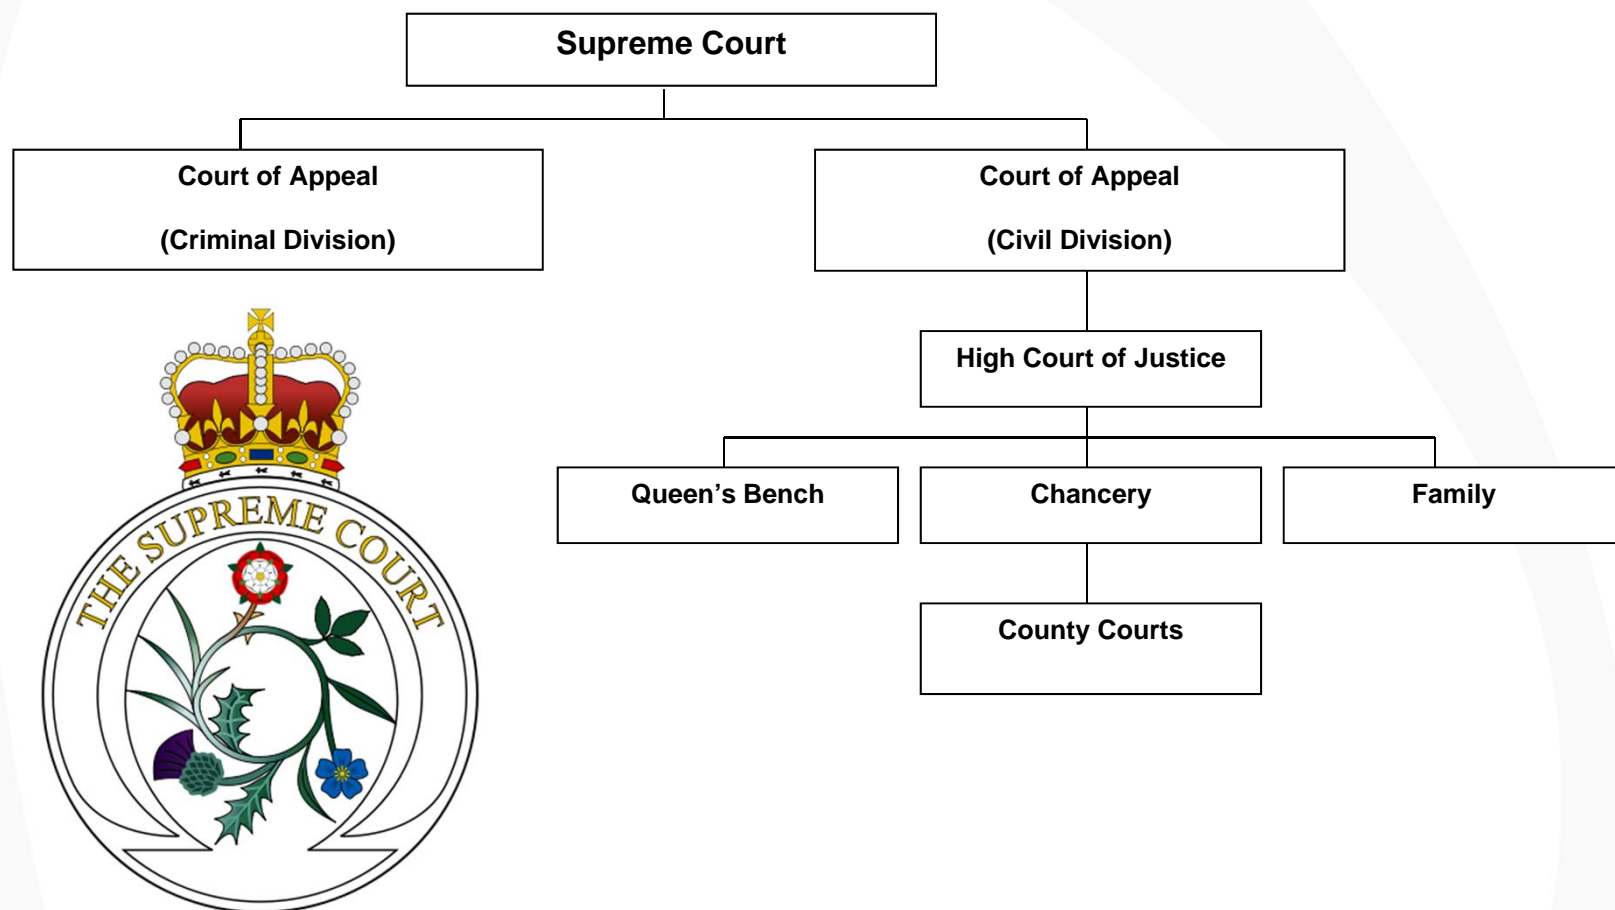 Supreme Court
Court of Appeal
(Criminal Division)
Court of Appeal
(Civil Division)
High Court of Justice
Queen’s Bench
Chancery
Family
County Courts
THE SUPREME COURT